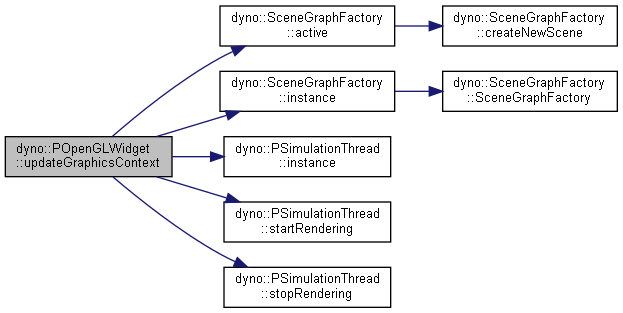 dyno::SceneGraphFactory
::active
dyno::SceneGraphFactory
::createNewScene
dyno::SceneGraphFactory
::instance
dyno::SceneGraphFactory
::SceneGraphFactory
dyno::POpenGLWidget
::updateGraphicsContext
dyno::PSimulationThread
::instance
dyno::PSimulationThread
::startRendering
dyno::PSimulationThread
::stopRendering